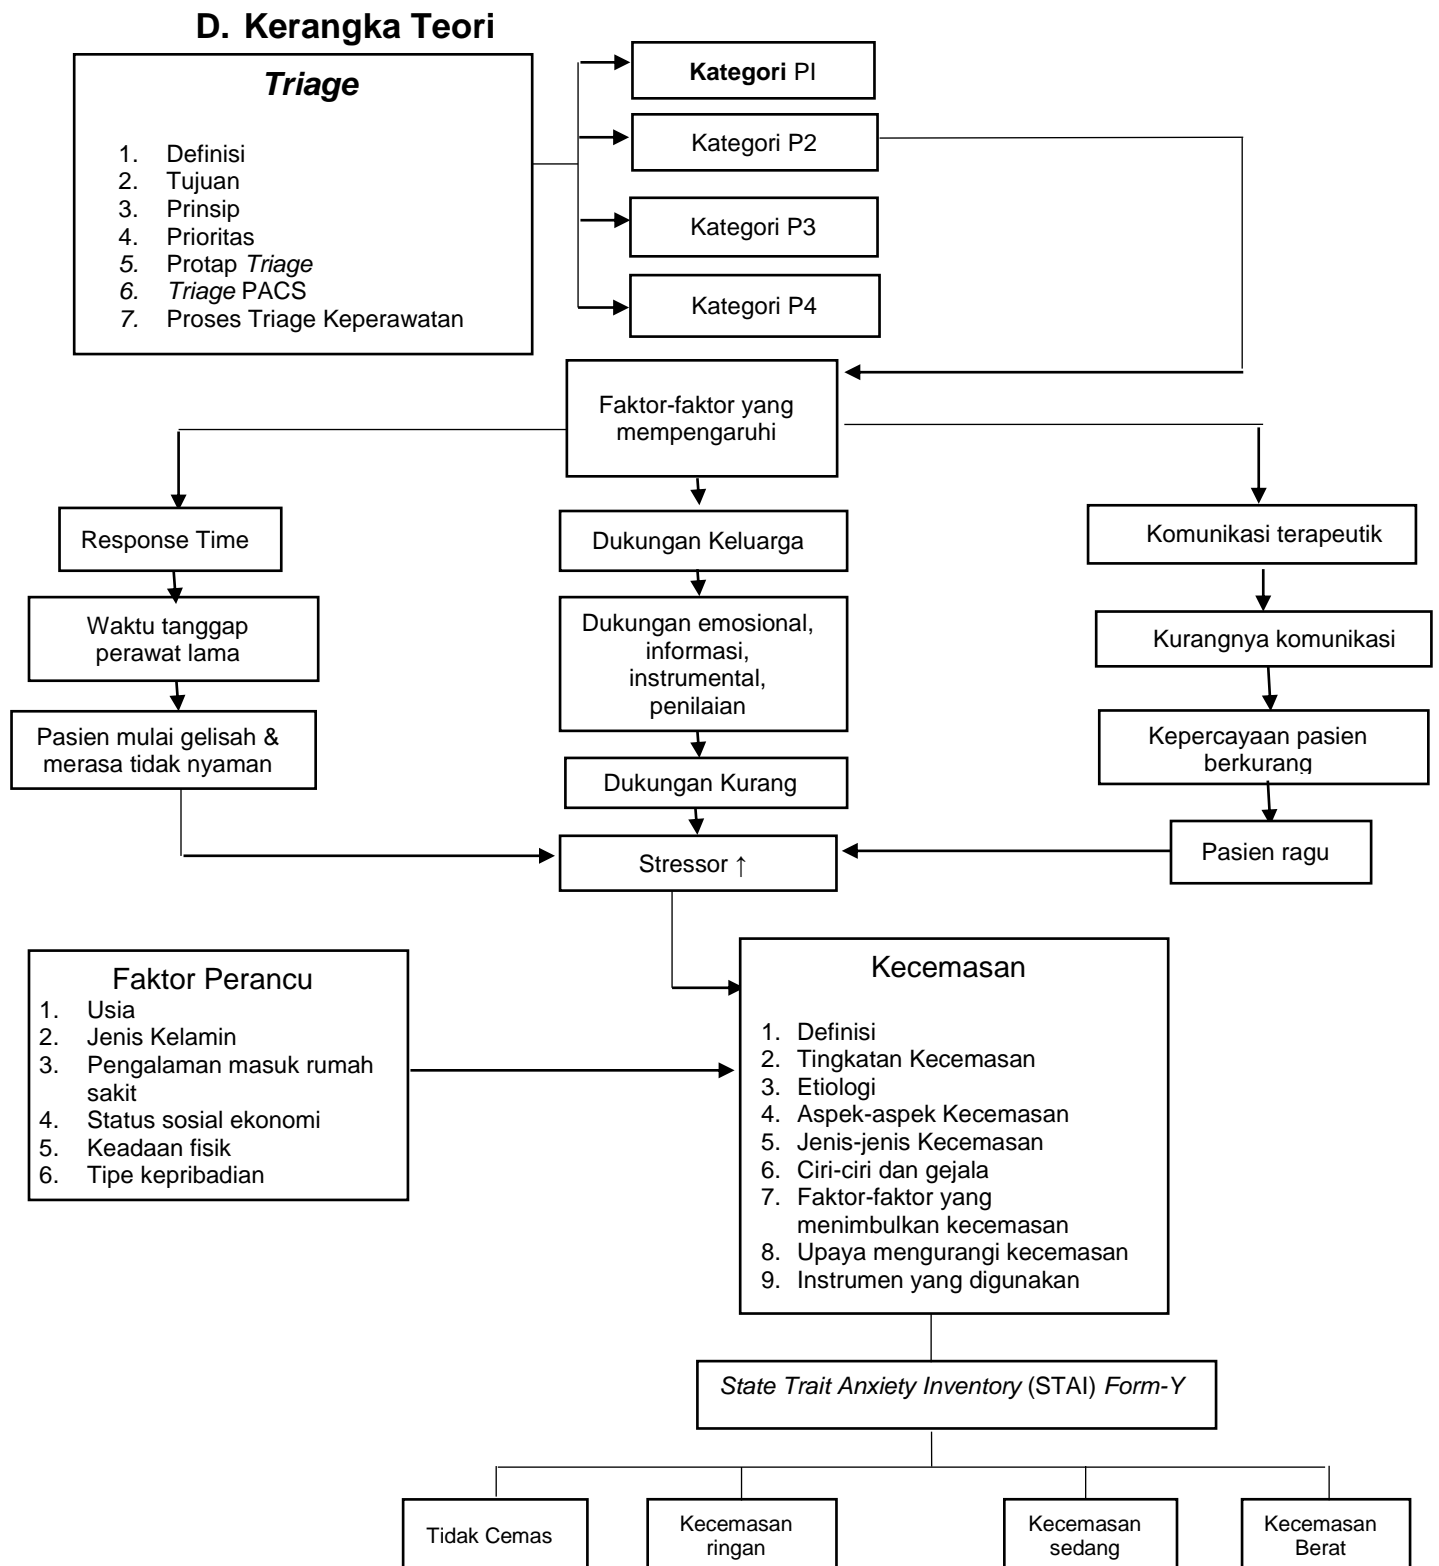 D. Kerangka Teori
Triage
1. Definisi
2. Tujuan
3. Prinsip
4. Prioritas
5. Protap Triage
6. Triage PACS
7. Proses Triage Keperawatan
Kategori PI
Kategori P2
Kategori P3
Kategori P4
Faktor-faktor yang
mempengaruhi
Response Time
Waktu tanggap
perawat lama
Pasien mulai gelisah &
merasa tidak nyaman
Dukungan Keluarga
Dukungan emosional,
informasi,
instrumental,
penilaian
Dukungan Kurang
Komunikasi terapeutik
Kurangnya komunikasi
Kepercayaan pasien
berkurang
Pasien ragu
Stressor ↑
Faktor Perancu
1. Usia
2. Jenis Kelamin
3. Pengalaman masuk rumah
sakit
4. Status sosial ekonomi
5. Keadaan fisik
6. Tipe kepribadian
Kecemasan
1. Definisi
2. Tingkatan Kecemasan
3. Etiologi
4. Aspek-aspek Kecemasan
5. Jenis-jenis Kecemasan
6. Ciri-ciri dan gejala
7. Faktor-faktor yang
menimbulkan kecemasan
8. Upaya mengurangi kecemasan
9. Instrumen yang digunakan
State Trait Anxiety Inventory (STAI) Form-Y
Tidak Cemas
Kecemasan
ringan
Kecemasan
sedang
Kecemasan
Berat